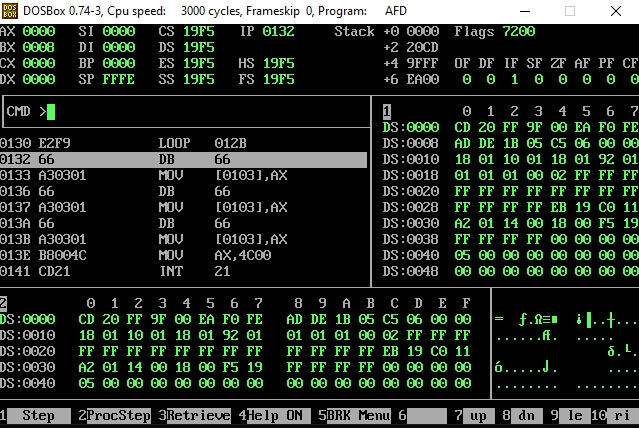 DOSBox 0.74-3, Cpu speed: 3000 cycles, Frameskip 0, Program: AFD
AX 0000 SI 0000 CS 19F5 IP 0132 Stack +0 0000 Flags 7200
BX 0008 DI 0000 DS 19F5 +2 20CD
CX 0000 BP 0000 ES 19F5 HS 19F5 +4 9FFF OF DF IF SF ZF AF PF CF
DX 0000 SP FFFE SS 19F5 FS 19F5 +6 EA00 0 0 1 0 0 0 0 0
CMD >
1 0 1 2 3 4 5 6 7
DS:0000 CD 20 FF 9F 00 EA F0 FE
DS:0008 AD DE 1B 05 C5 06 00 00
DS:0010 18 01 10 01 18 01 92 01
DS:0018 01 01 01 00 02 FF FF FF
DS:0020 FF FF FF FF FF FF FF FF
DS:0028 FF FF FF FF EB 19 C0 11
DS:0030 A2 01 14 00 18 00 F5 19
DS:0038 FF FF FF FF 00 00 00 00
DS:0040 05 00 00 00 00 00 00 00
DS:0048 00 00 00 00 00 00 00 00
0130 E2F9 LOOP 012B
0132 66 DB 66
0133 A30301 MOV [0103],AX
0136 66 DB 66
0137 A30301 MOV [0103],AX
013A 66 DB 66
013B A30301 MOV [0103],AX
013E B8004C MOV AX,4C00
0141 CD21 INT 21
2 0 1 2 3 4 5 6 7 8 9 A B C D E F
DS:0000 CD 20 FF 9F 00 EA F0 FE AD DE 1B 05 C5 06 00 00 = ƒ.Ω≡■ ¡▐..┼...
DS:0010 18 01 10 01 18 01 92 01 01 01 01 00 02 FF FF FF ......Æ. .....
DS:0020 FF FF FF FF FF FF FF FF FF FF FF FF EB 19 C0 11 δ.└.
DS:0030 A2 01 14 00 18 00 F5 19 FF FF FF FF 00 00 00 00 ó.....⌡. ....
DS:0040 05 00 00 00 00 00 00 00 00 00 00 00 00 00 00 00 ........ ........
1 Step 2 ProcStep 3 Retrieve 4 Help ON 5 BRK Menu 6 7 up 8 dn 9 le 10 ri